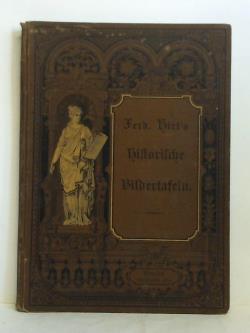 Ferd. Hirt's
Historische
Bildertafeln.